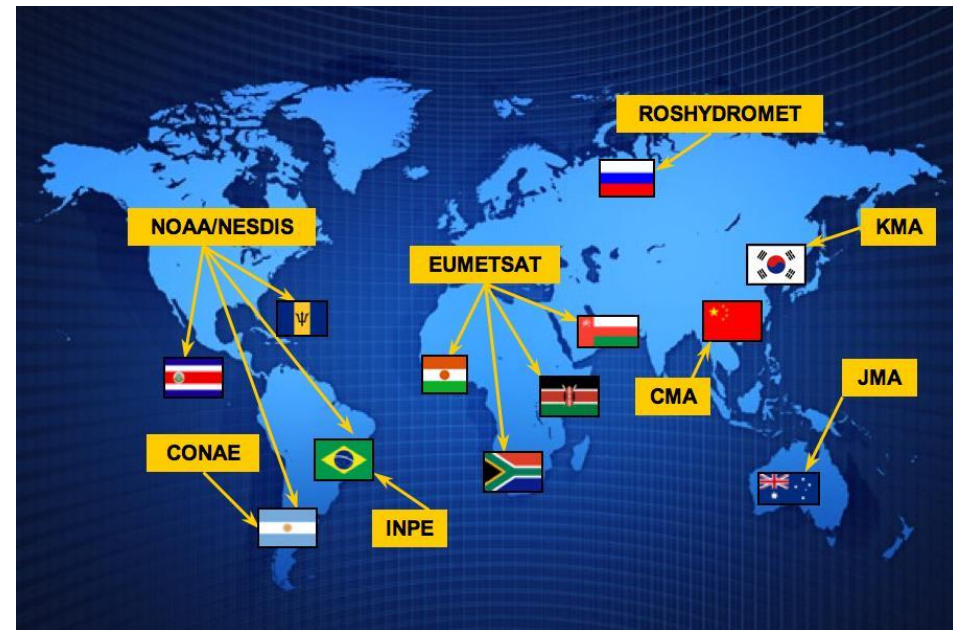 ROSHYDROMET
NOAA/NESDIS
KMA
EUMETSAT
JMA
CMA
CONAE
INPE